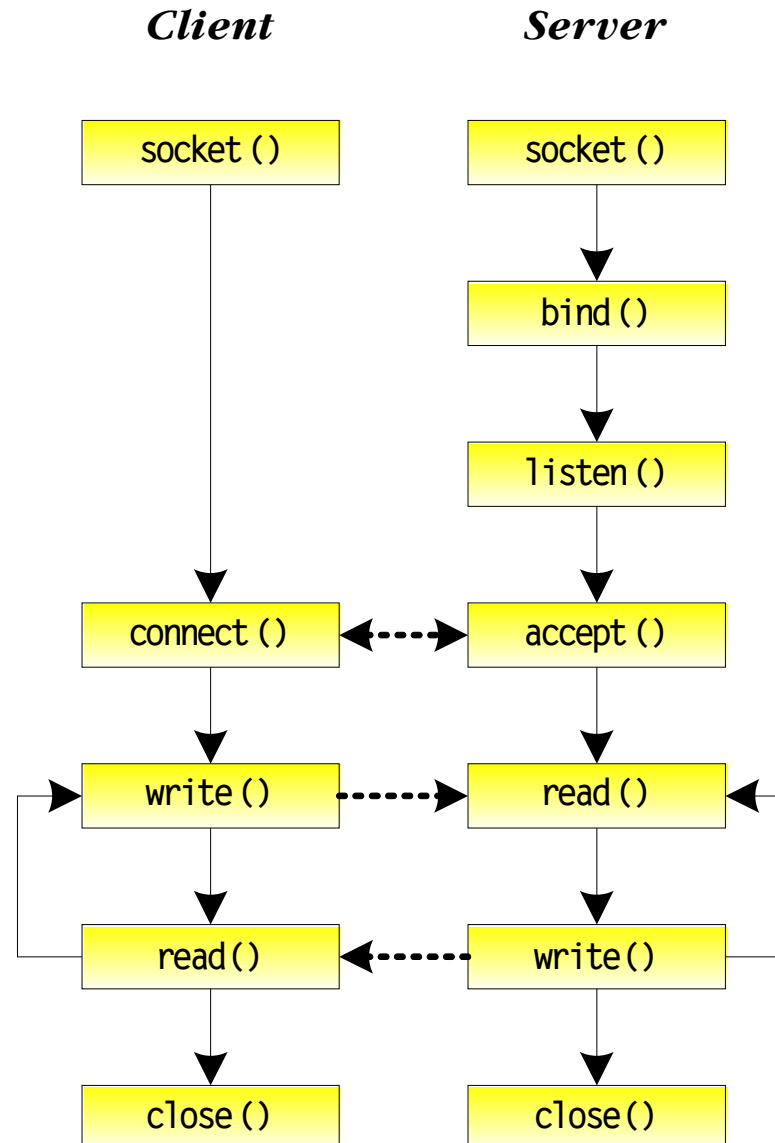 Client Server
socket() socket()
bind()
listen()
connect() accept()
write() read()
read() write()
close() close()